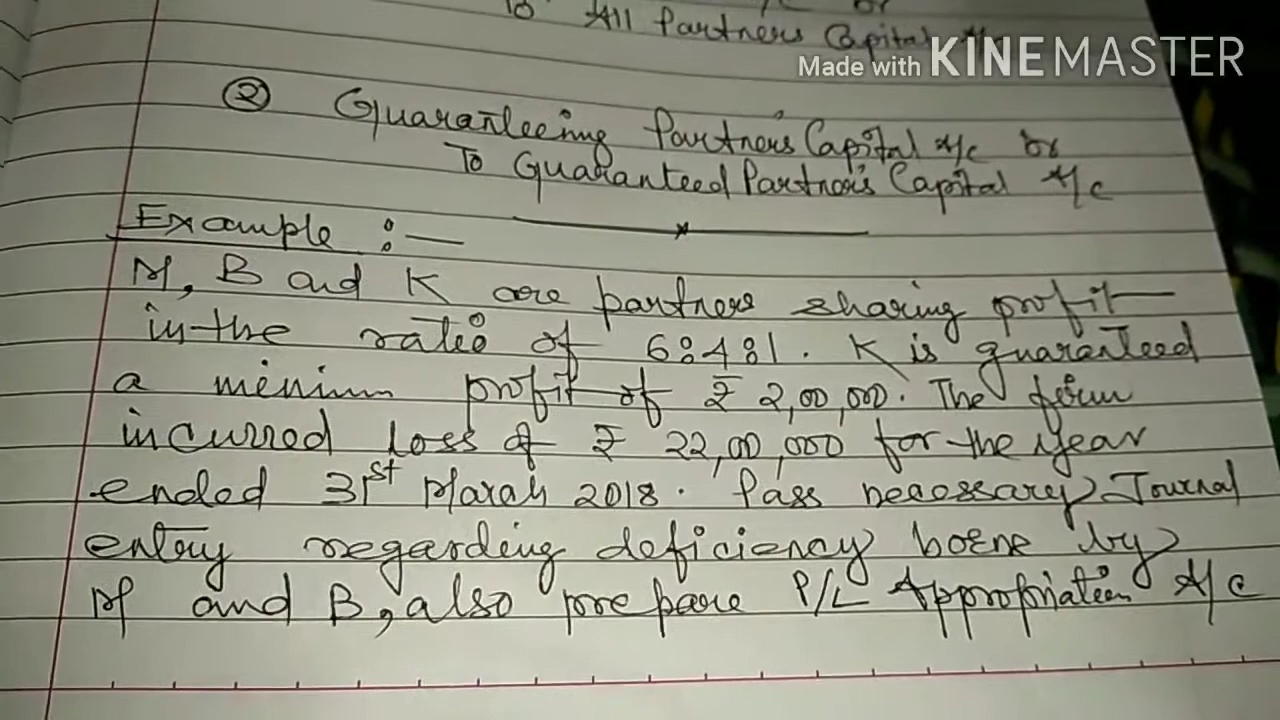 To All Partners Capital A/c
Made with KINEMASTER
② Guaranteeing Partner's Capital A/c Dr
To Guaranteed Partner's Capital A/c
Example :—
M, B and K are partners sharing profit
in the ratio of 6:4:1. K is guaranteed
a minium profit of ₹ 2,00,000. The firm
incurred loss of ₹ 22,00,000 for the year
ended 31st March 2018. Pass necessary Journal
entry regarding deficiency borne by
M and B, also prepare P/L Appropriation A/C